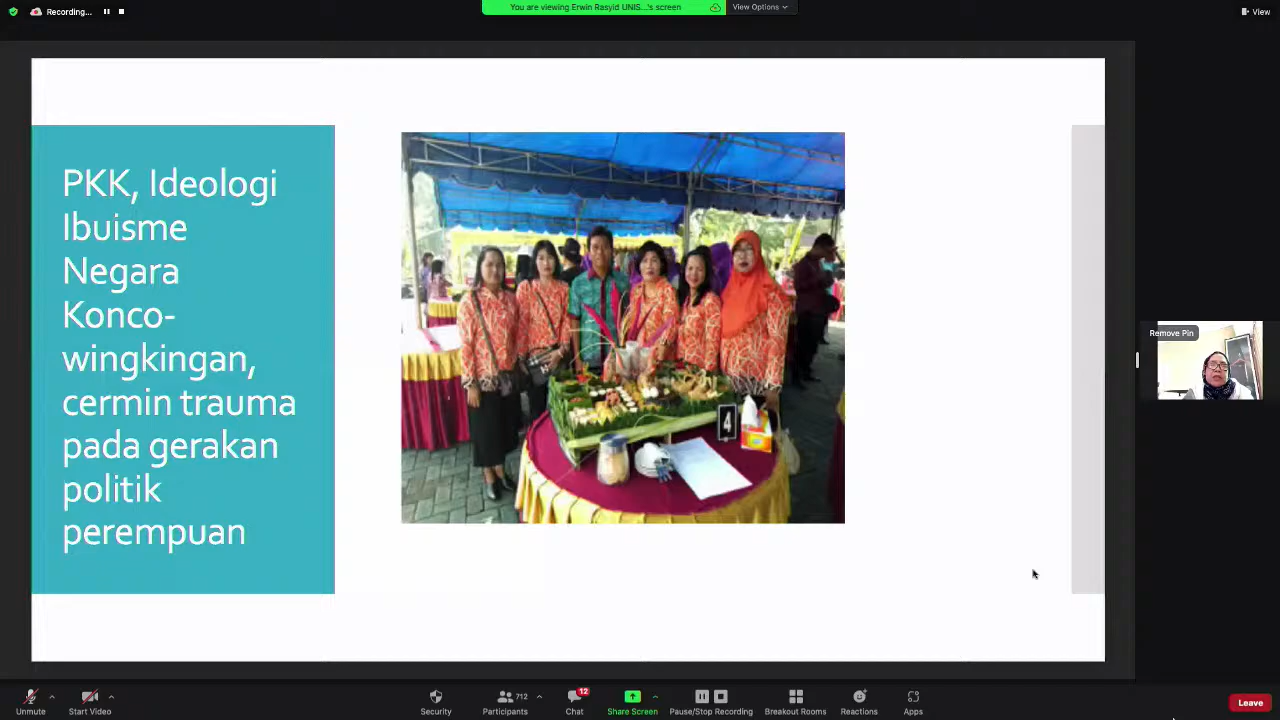 Recording...
You are viewing Erwin Rasyid UNIS...'s screen
View Options
View
PKK, Ideologi
Ibuisme
Negara
Konco-
wingkingan,
cermin trauma
pada gerakan
politik
perempuan
4
Remove Pin
Unmute
Start Video
Security
Participants
712
Chat
12
Share Screen
Pause/Stop Recording
Breakout Rooms
Reactions
Apps
Leave